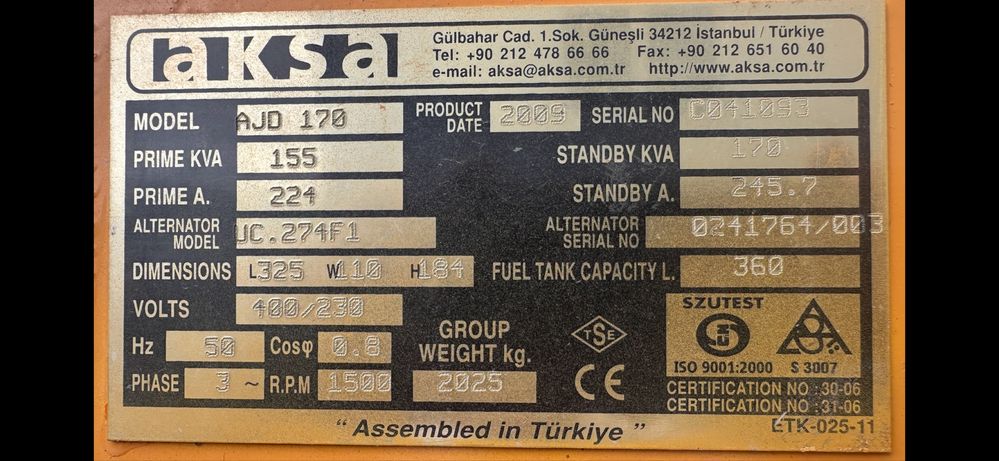 aksa
Gülbahar Cad. 1.Sok. Güneşli 34212 İstanbul / Türkiye
Tel: +90 212 478 66 66 Fax: +90 212 651 60 40
e-mail: aksa@aksa.com.tr http://www.aksa.com.tr
MODEL AJD 170 PRODUCT DATE 2009 SERIAL NO C041093
PRIME KVA 155 STANDBY KVA 170
PRIME A. 224 STANDBY A. 245.7
ALTERNATOR MODEL UC.274F1 ALTERNATOR SERIAL NO 0241764/003
DIMENSIONS L325 W110 H184 FUEL TANK CAPACITY L. 360
VOLTS 400/230
Hz 50 Cosφ 0.8 GROUP WEIGHT kg. 2025
PHASE 3 ~ R.P.M 1500
TSE
CE
SZUTEST
ISO 9001:2000 S 3007
CERTIFICATION NO :30-06
CERTIFICATION NO :31-06
ETK-025-11
“ Assembled in Türkiye ”